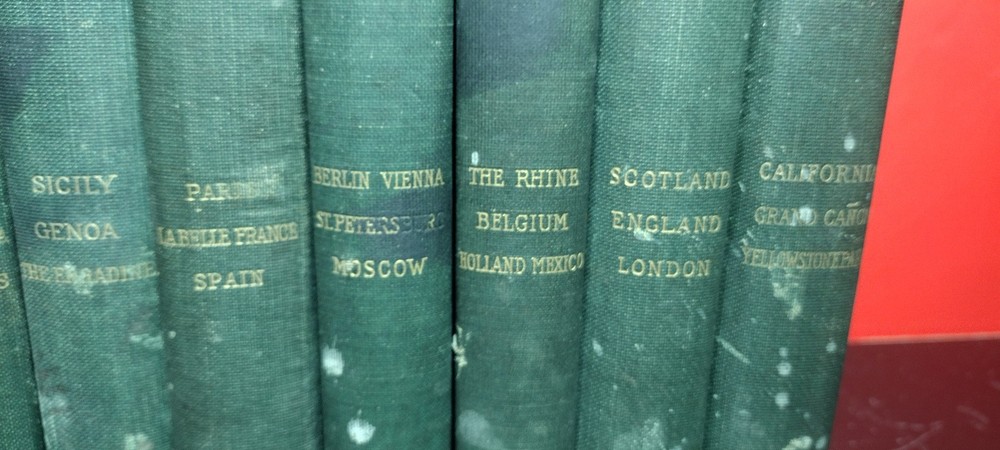 SICILY
GENOA
S
PARIS
LA BELLE FRANCE
SPAIN
BERLIN VIENNA
ST. PETERSBURG
MOSCOW
THE RHINE
BELGIUM
HOLLAND MEXICO
SCOTLAND
ENGLAND
LONDON
CALIFORNIA
GRAND CAÑON
YELLOWSTONE